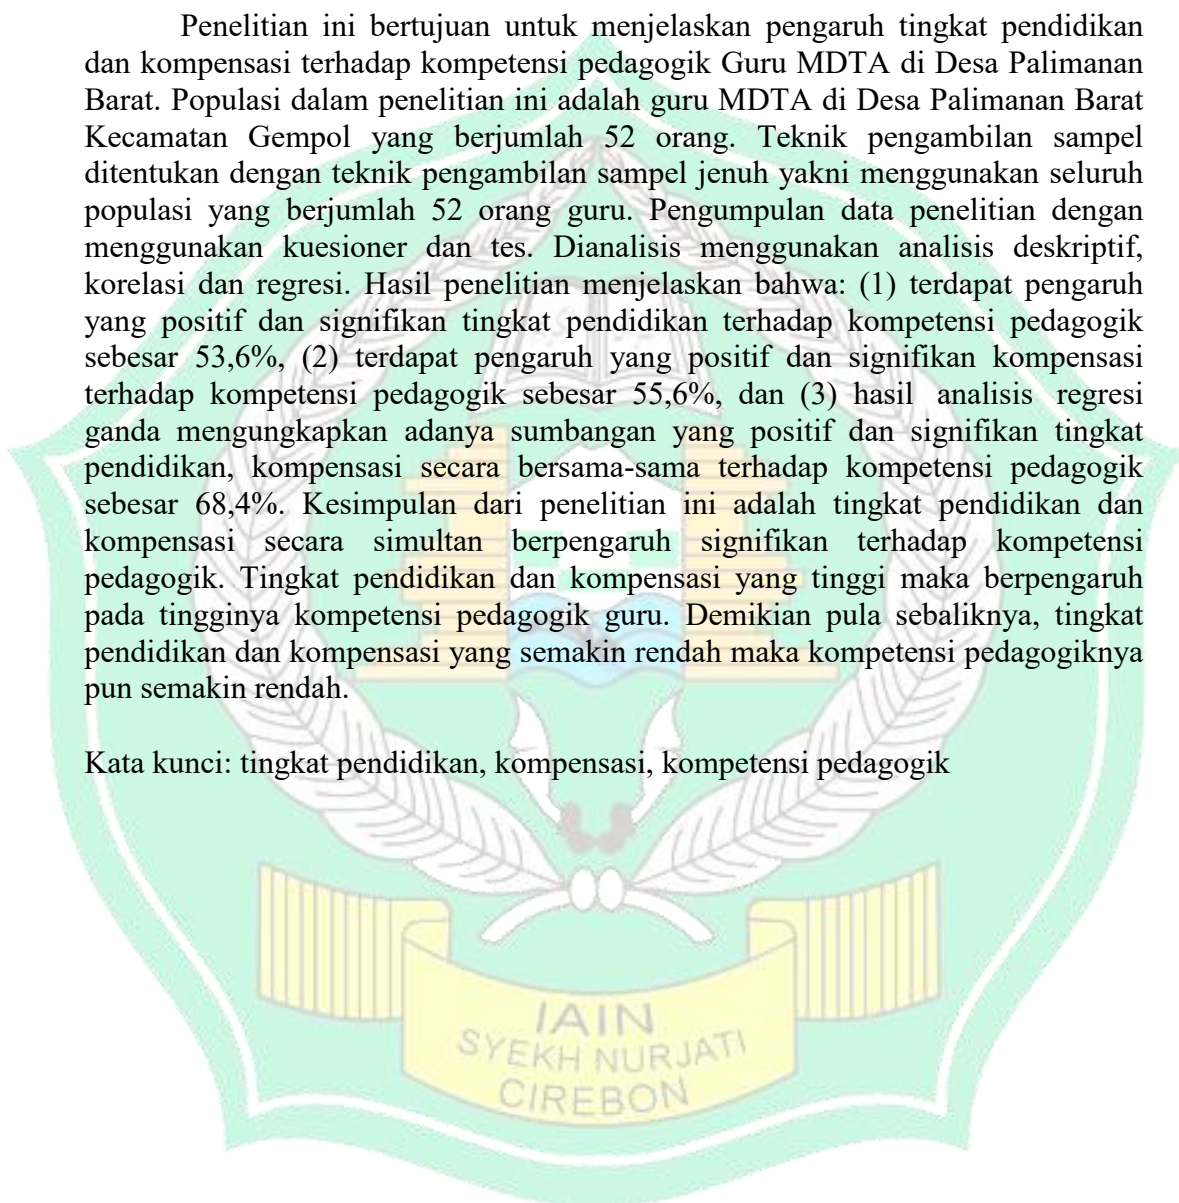 Penelitian ini bertujuan untuk menjelaskan pengaruh tingkat pendidikan
dan kompensasi terhadap kompetensi pedagogik Guru MDTA di Desa Palimanan
Barat. Populasi dalam penelitian ini adalah guru MDTA di Desa Palimanan Barat
Kecamatan Gempol yang berjumlah 52 orang. Teknik pengambilan sampel
ditentukan dengan teknik pengambilan sampel jenuh yakni menggunakan seluruh
populasi yang berjumlah 52 orang guru. Pengumpulan data penelitian dengan
menggunakan kuesioner dan tes. Dianalisis menggunakan analisis deskriptif,
korelasi dan regresi. Hasil penelitian menjelaskan bahwa: (1) terdapat pengaruh
yang positif dan signifikan tingkat pendidikan terhadap kompetensi pedagogik
sebesar 53,6%, (2) terdapat pengaruh yang positif dan signifikan kompensasi
terhadap kompetensi pedagogik sebesar 55,6%, dan (3) hasil analisis regresi
ganda mengungkapkan adanya sumbangan yang positif dan signifikan tingkat
pendidikan, kompensasi secara bersama-sama terhadap kompetensi pedagogik
sebesar 68,4%. Kesimpulan dari penelitian ini adalah tingkat pendidikan dan
kompensasi secara simultan berpengaruh signifikan terhadap kompetensi
pedagogik. Tingkat pendidikan dan kompensasi yang tinggi maka berpengaruh
pada tingginya kompetensi pedagogik guru. Demikian pula sebaliknya, tingkat
pendidikan dan kompensasi yang semakin rendah maka kompetensi pedagogiknya
pun semakin rendah.
Kata kunci: tingkat pendidikan, kompensasi, kompetensi pedagogik
IAIN
SYEKH NURJATI
CIREBON